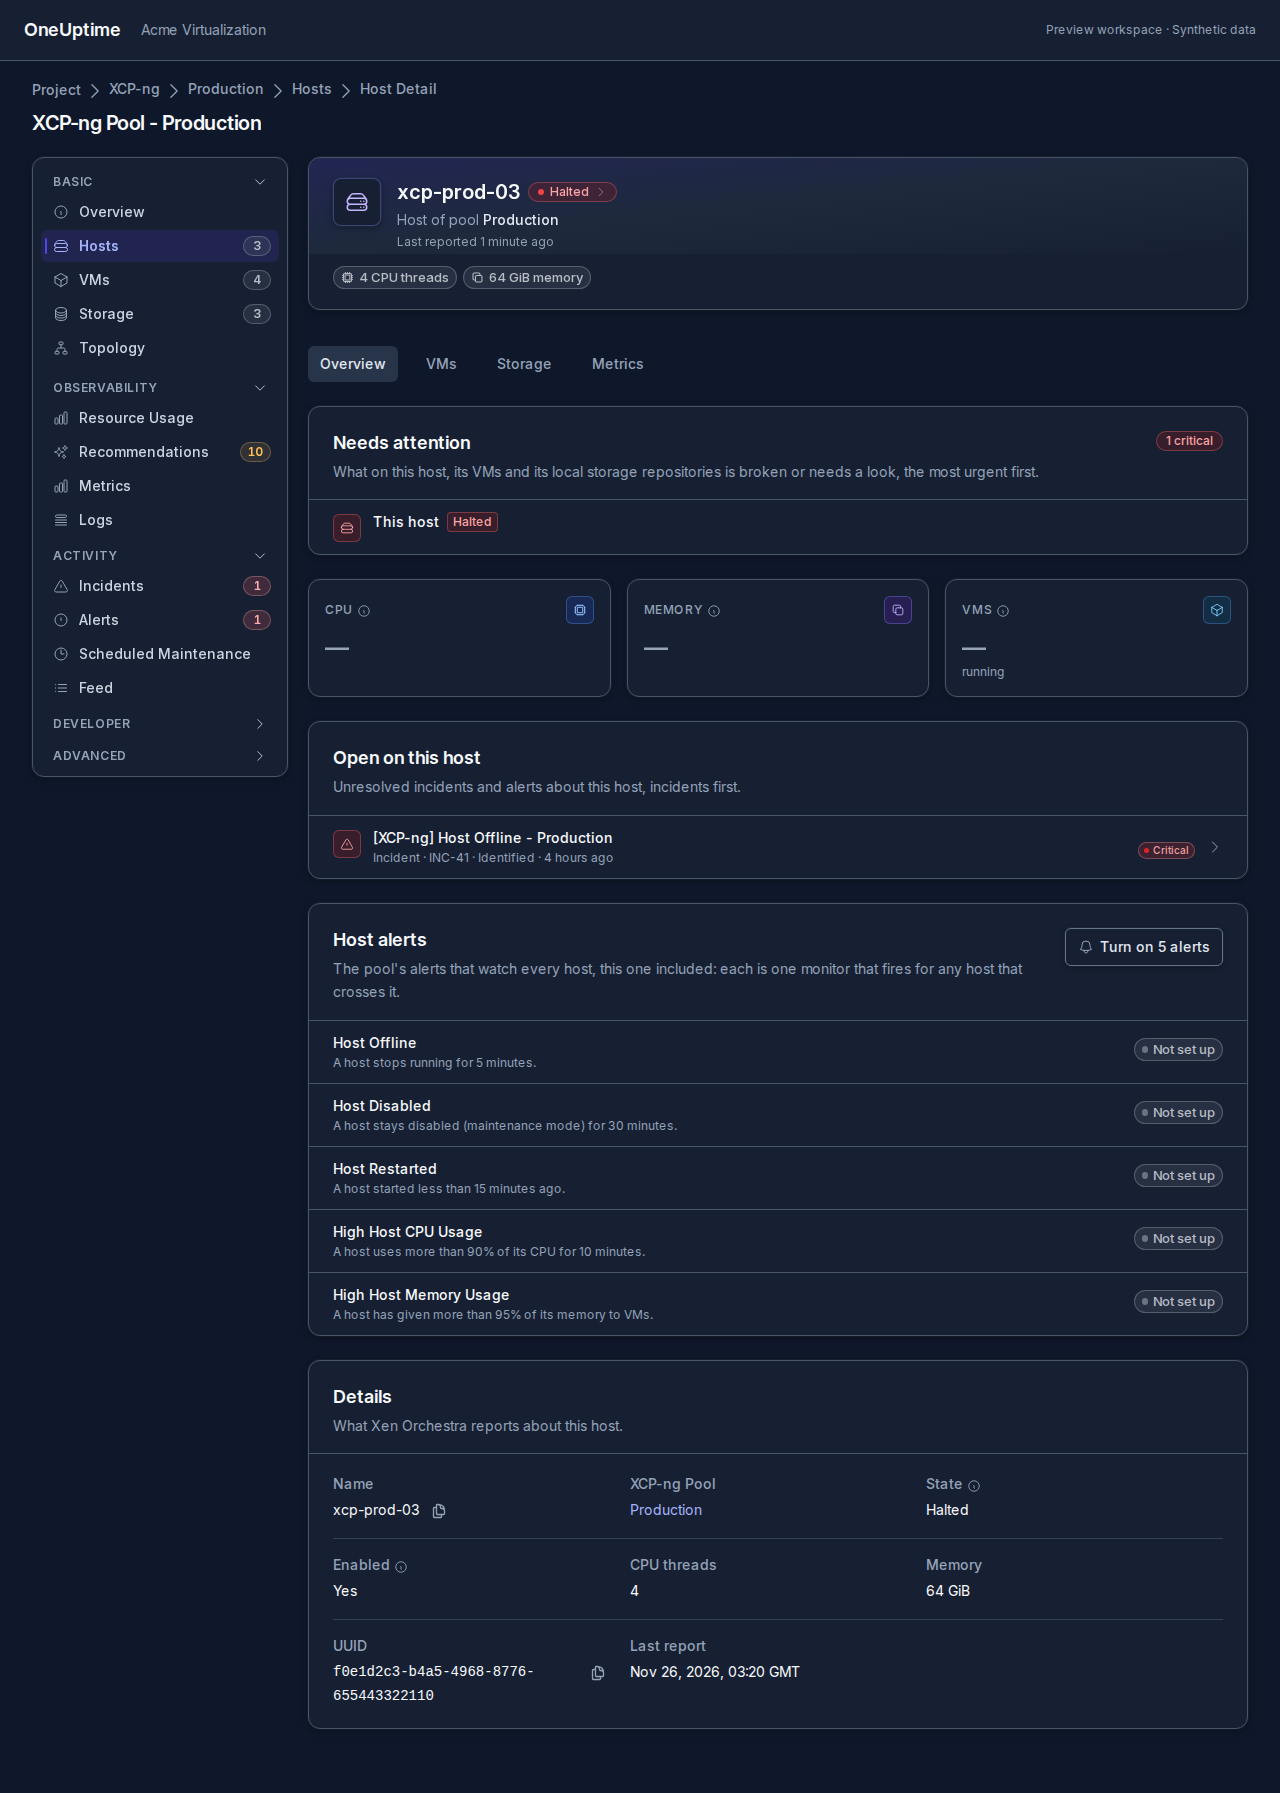 OneUptime
Acme Virtualization
Preview workspace · Synthetic data
Project
XCP-ng
Production
Hosts
Host Detail
XCP-ng Pool - Production
BASIC
Overview
Hosts 3
VMs 4
Storage 3
Topology
OBSERVABILITY
Resource Usage
Recommendations 10
Metrics
Logs
ACTIVITY
Incidents 1
Alerts 1
Scheduled Maintenance
Feed
DEVELOPER
ADVANCED
xcp-prod-03 Halted
Host of pool Production
Last reported 1 minute ago
4 CPU threads
64 GiB memory
Overview
VMs
Storage
Metrics
Needs attention
1 critical
What on this host, its VMs and its local storage repositories is broken or needs a look, the most urgent first.
This host Halted
CPU
—
MEMORY
—
VMS
—
running
Open on this host
Unresolved incidents and alerts about this host, incidents first.
[XCP-ng] Host Offline - Production
Incident · INC-41 · Identified · 4 hours ago
Critical
Host alerts
Turn on 5 alerts
The pool's alerts that watch every host, this one included: each is one monitor that fires for any host that
crosses it.
Host Offline
A host stops running for 5 minutes.
Not set up
Host Disabled
A host stays disabled (maintenance mode) for 30 minutes.
Not set up
Host Restarted
A host started less than 15 minutes ago.
Not set up
High Host CPU Usage
A host uses more than 90% of its CPU for 10 minutes.
Not set up
High Host Memory Usage
A host has given more than 95% of its memory to VMs.
Not set up
Details
What Xen Orchestra reports about this host.
Name
xcp-prod-03
XCP-ng Pool
Production
State
Halted
Enabled
Yes
CPU threads
4
Memory
64 GiB
UUID
f0e1d2c3-b4a5-4968-8776-
655443322110
Last report
Nov 26, 2026, 03:20 GMT